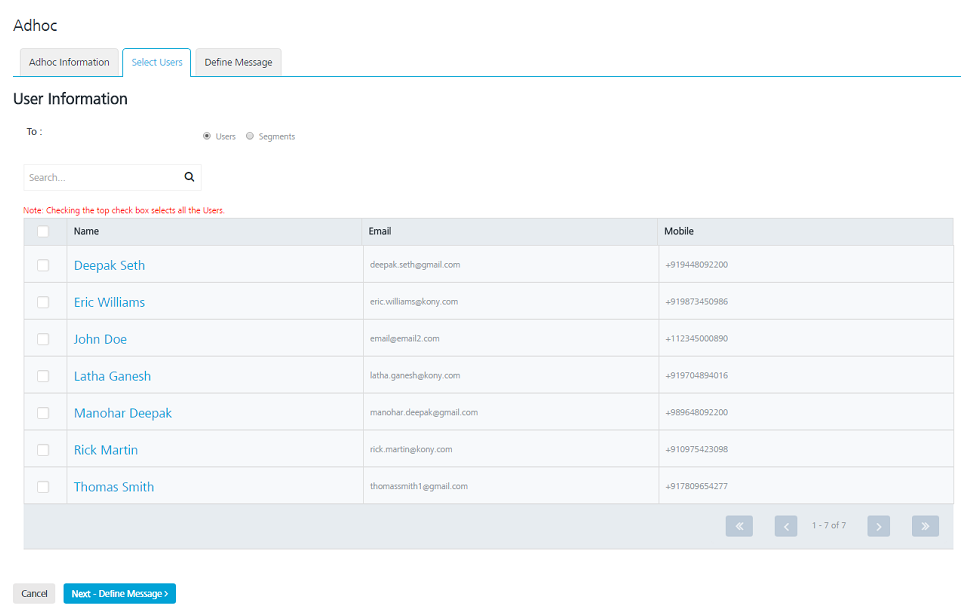 Adhoc
Adhoc Information Select Users Define Message
User Information
To : Users Segments
Search...
Note: Checking the top check box selects all the Users.
Name Email Mobile
Deepak Seth deepak.seth@gmail.com +919448092200
Eric Williams eric.williams@kony.com +919873450986
John Doe email@email2.com +112345000890
Latha Ganesh latha.ganesh@kony.com +919704894016
Manohar Deepak manohar.deepak@gmail.com +989648092200
Rick Martin rick.martin@kony.com +910975423098
Thomas Smith thomassmith1@gmail.com +917809654277
« ‹ 1 - 7 of 7 › »
Cancel Next - Define Message ›